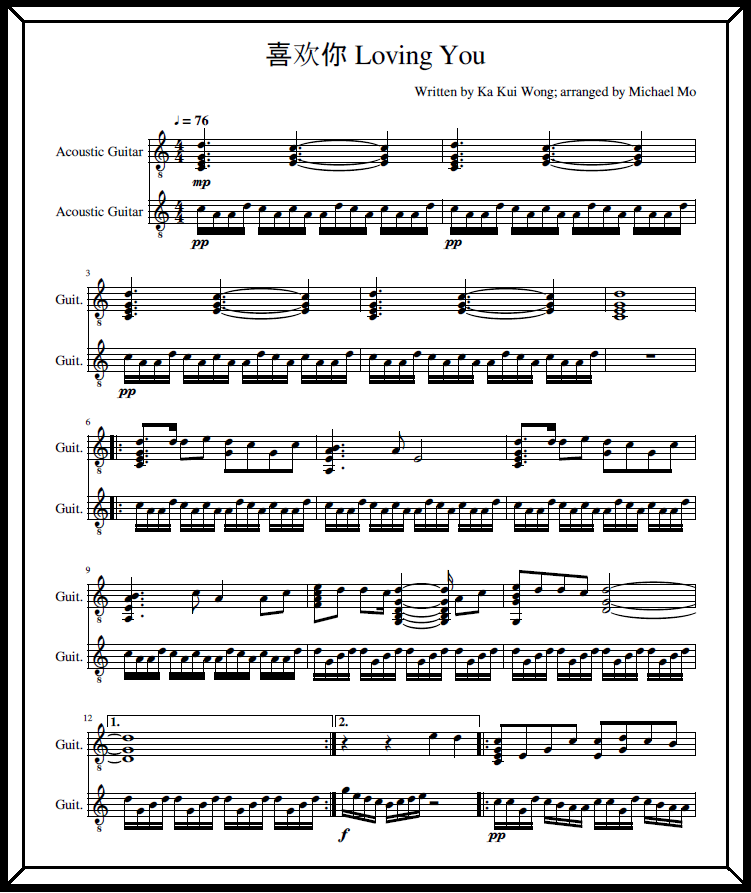 喜欢你 Loving You
Written by Ka Kui Wong; arranged by Michael Mo
♩ = 76
Acoustic Guitar
mp
Acoustic Guitar
pp pp
3
Guit.
Guit.
pp
6
Guit.
Guit.
9
Guit.
Guit.
12 1. 2.
Guit.
Guit.
f pp